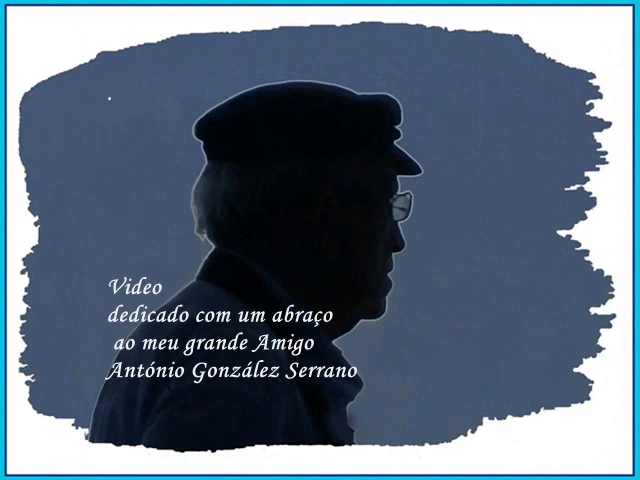 Video
dedicado com um abraço
ao meu grande Amigo
António González Serrano